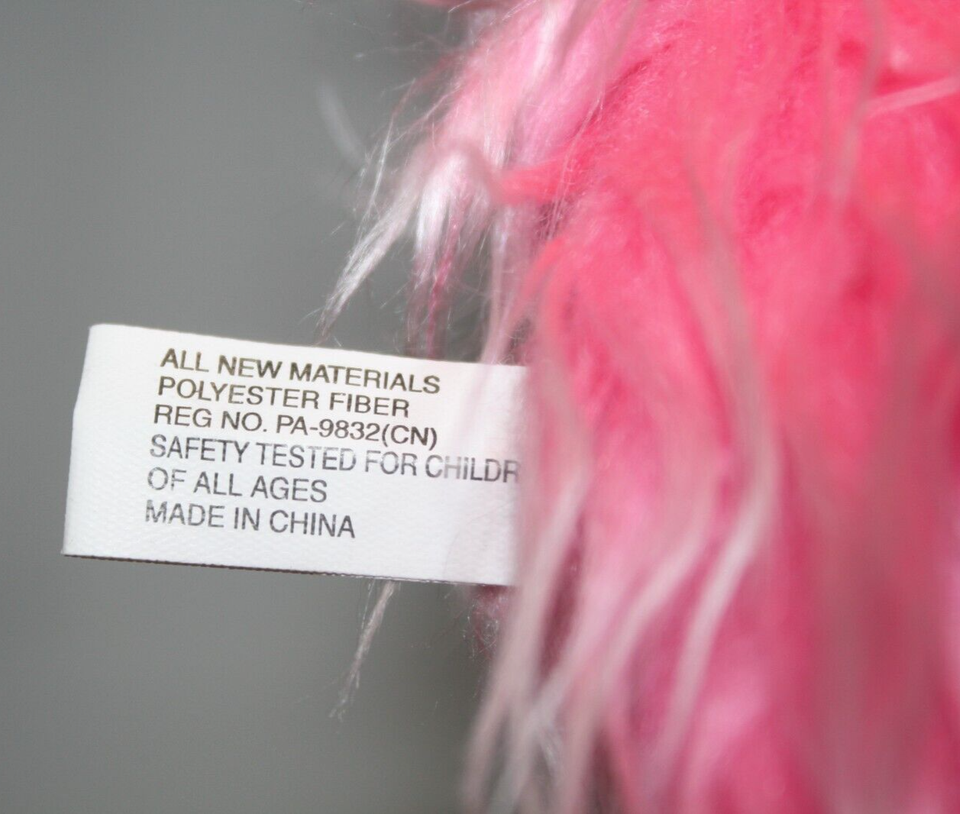 ALL NEW MATERIALS
POLYESTER FIBER
REG NO. PA-9832(CN)
SAFETY TESTED FOR CHILDR
OF ALL AGES
MADE IN CHINA